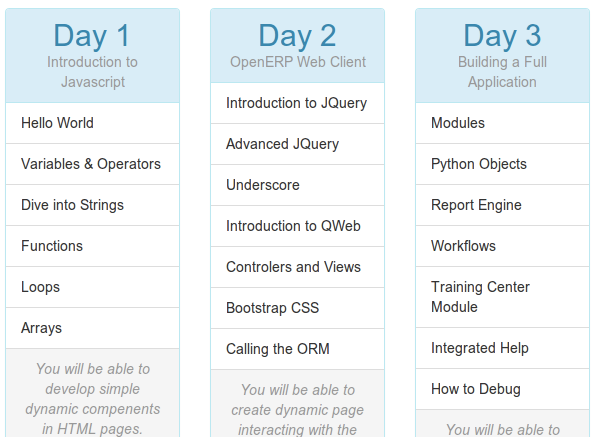 Day 1
Introduction to
Javascript
Hello World
Variables & Operators
Dive into Strings
Functions
Loops
Arrays
You will be able to
develop simple
dynamic compenents
in HTML pages.
Day 2
OpenERP Web Client
Introduction to JQuery
Advanced JQuery
Underscore
Introduction to QWeb
Controlers and Views
Bootstrap CSS
Calling the ORM
You will be able to
create dynamic page
interacting with the
Day 3
Building a Full
Application
Modules
Python Objects
Report Engine
Workflows
Training Center
Module
Integrated Help
How to Debug
You will be able to